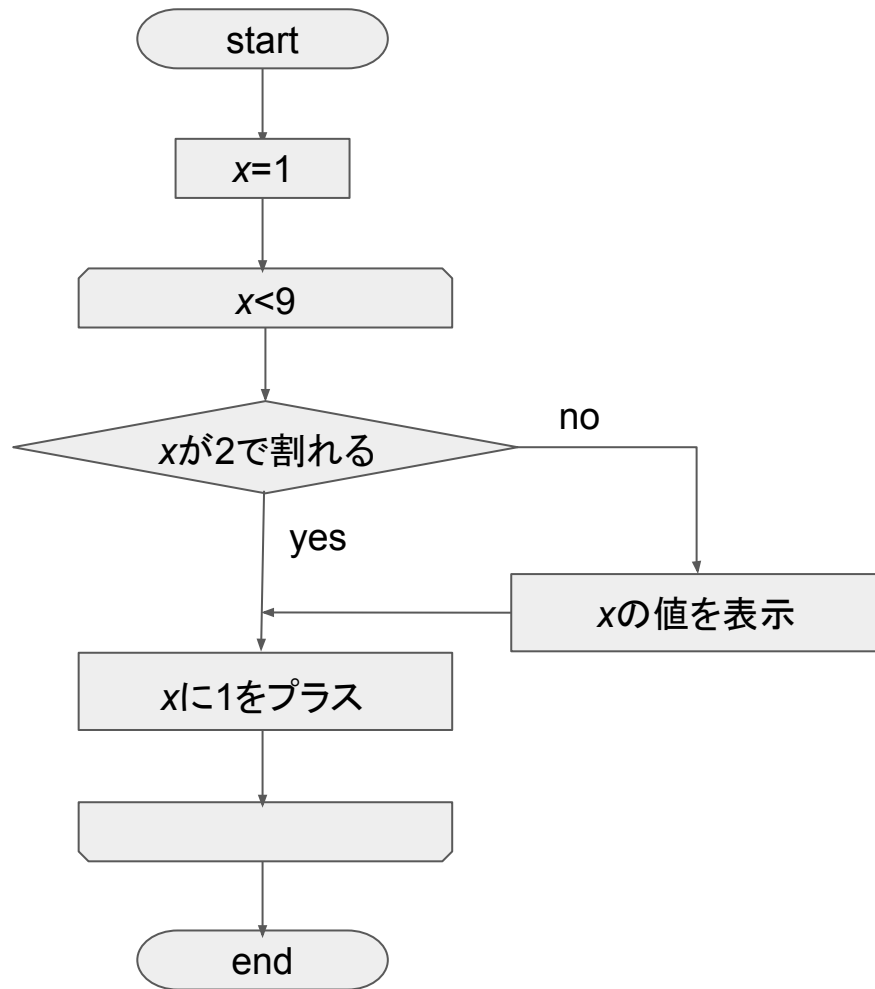 start
x=1
x<9
xが2で割れる
no
yes
xの値を表示
xに1をプラス
end